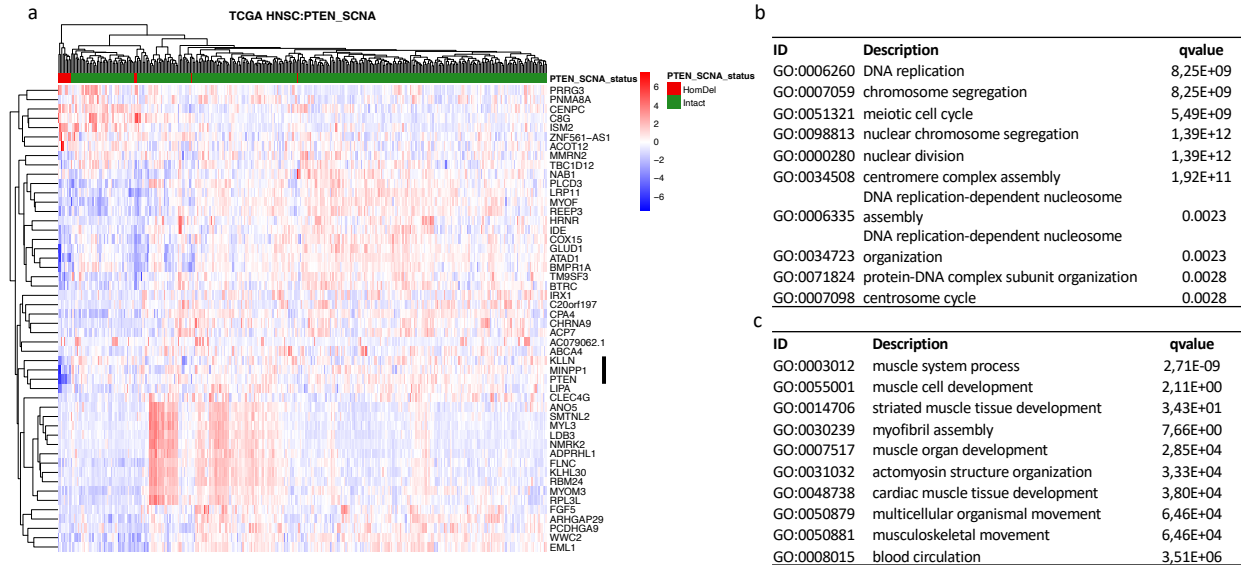 a
TCGA HNSC:PTEN_SCNA
PTEN_SCNA_status
PRRG3
PNMA8A
CENPC
C8G
ISM2
ZNF561−AS1
ACOT12
MMRN2
TBC1D12
NAB1
PLCD3
LRP11
MYOF
REEP3
HRNR
IDE
COX15
GLUD1
ATAD1
BMPR1A
TM9SF3
BTRC
IRX1
C20orf197
CPA4
CHRNA9
ACP7
AC079062.1
ABCA4
KLLN
MINPP1
PTEN
LIPA
CLEC4G
ANO5
SMTNL2
MYL3
LDB3
NMRK2
ADPRHL1
FLNC
KLHL30
RBM24
MYOM3
RPL3L
FGF5
ARHGAP29
PCDHGA9
WWC2
EML1
6
4
2
0
−2
−4
−6
PTEN_SCNA_status
HomDel
Intact
b
ID Description qvalue
GO:0006260 DNA replication 8,25E+09
GO:0007059 chromosome segregation 8,25E+09
GO:0051321 meiotic cell cycle 5,49E+09
GO:0098813 nuclear chromosome segregation 1,39E+12
GO:0000280 nuclear division 1,39E+12
GO:0034508 centromere complex assembly 1,92E+11
DNA replication-dependent nucleosome
GO:0006335 assembly 0.0023
DNA replication-dependent nucleosome
GO:0034723 organization 0.0023
GO:0071824 protein-DNA complex subunit organization 0.0028
GO:0007098 centrosome cycle 0.0028
c
ID Description qvalue
GO:0003012 muscle system process 2,71E-09
GO:0055001 muscle cell development 2,11E+00
GO:0014706 striated muscle tissue development 3,43E+01
GO:0030239 myofibril assembly 7,66E+00
GO:0007517 muscle organ development 2,85E+04
GO:0031032 actomyosin structure organization 3,33E+04
GO:0048738 cardiac muscle tissue development 3,80E+04
GO:0050879 multicellular organismal movement 6,46E+04
GO:0050881 musculoskeletal movement 6,46E+04
GO:0008015 blood circulation 3,51E+06